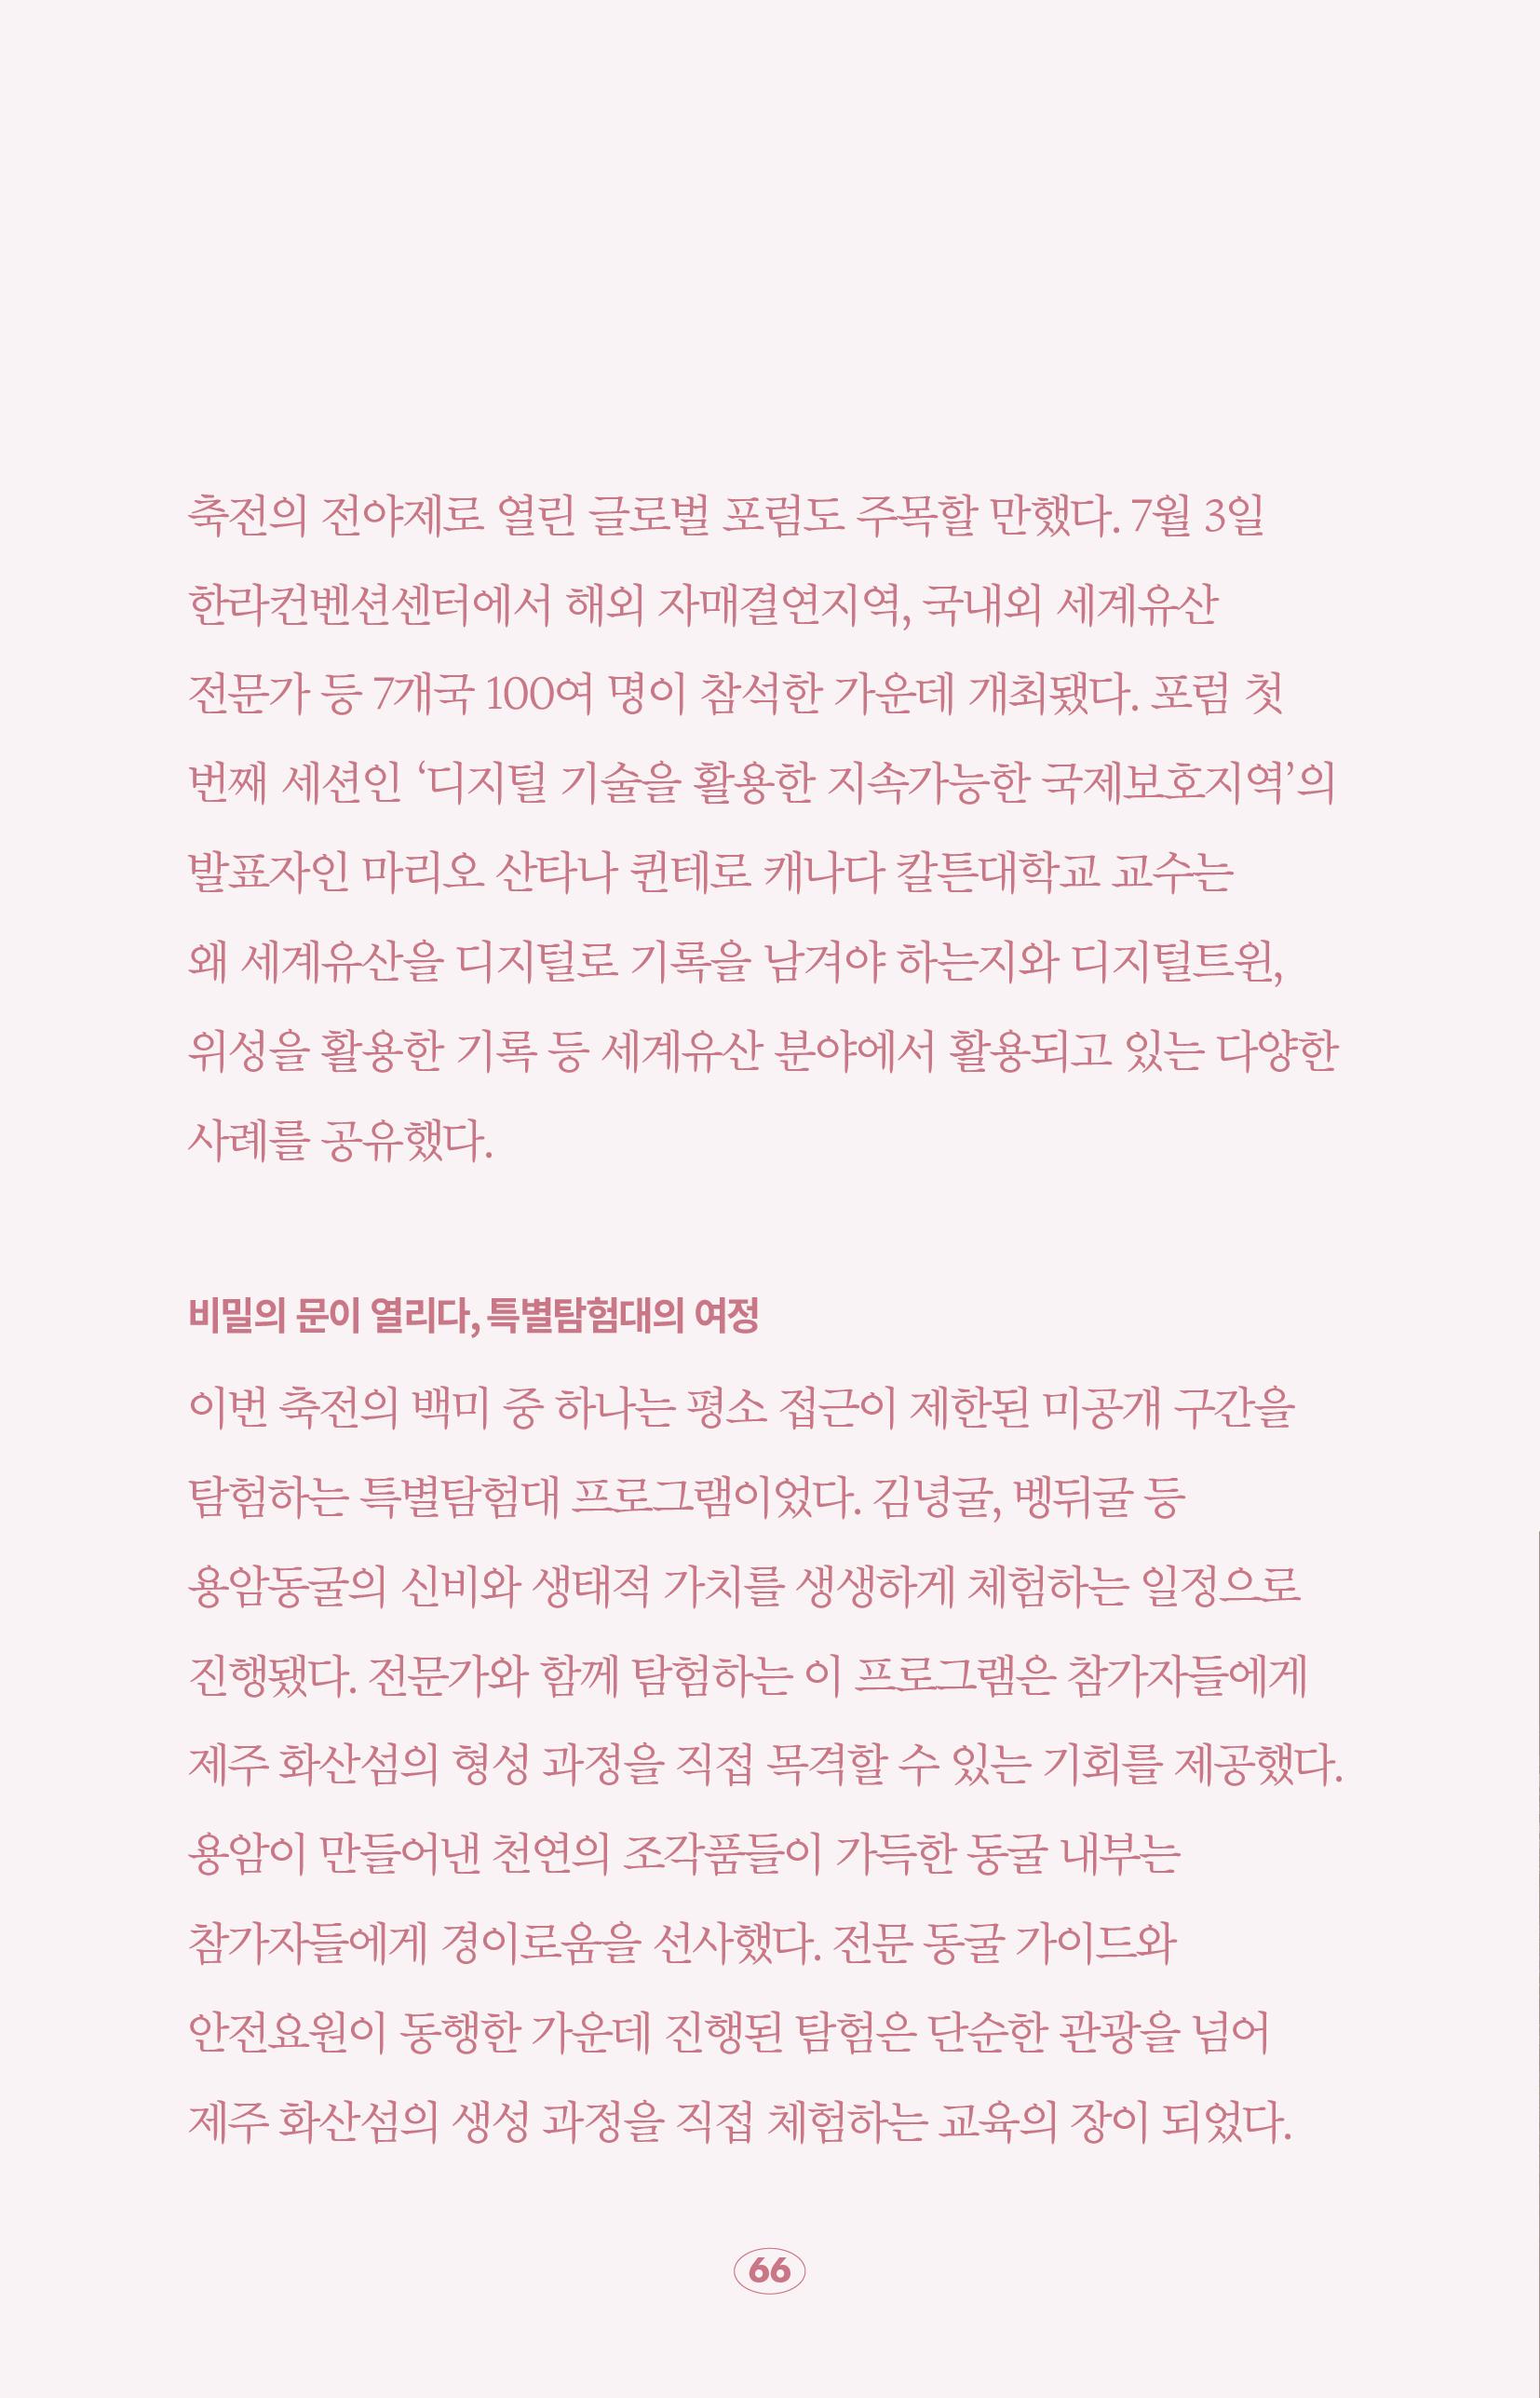 축전의 전야제로 열린 글로벌 포럼도 주목할 만했다. 7월 3일
한라컨벤션센터에서 해외 자매결연지역, 국내외 세계유산
전문가 등 7개국 100여 명이 참석한 가운데 개최됐다. 포럼 첫
번째 세션인 ‘디지털 기술을 활용한 지속가능한 국제보호지역’의
발표자인 마리오 산타나 퀸테로 캐나다 칼튼대학교 교수는
왜 세계유산을 디지털로 기록을 남겨야 하는지와 디지털트윈,
위성을 활용한 기록 등 세계유산 분야에서 활용되고 있는 다양한
사례를 공유했다.
비밀의 문이 열리다, 특별탐험대의 여정
이번 축전의 백미 중 하나는 평소 접근이 제한된 미공개 구간을
탐험하는 특별탐험대 프로그램이었다. 김녕굴, 벵뒤굴 등
용암동굴의 신비와 생태적 가치를 생생하게 체험하는 일정으로
진행됐다. 전문가와 함께 탐험하는 이 프로그램은 참가자들에게
제주 화산섬의 형성 과정을 직접 목격할 수 있는 기회를 제공했다.
용암이 만들어낸 천연의 조각품들이 가득한 동굴 내부는
참가자들에게 경이로움을 선사했다. 전문 동굴 가이드와
안전요원이 동행한 가운데 진행된 탐험은 단순한 관광을 넘어
제주 화산섬의 생성 과정을 직접 체험하는 교육의 장이 되었다.
66